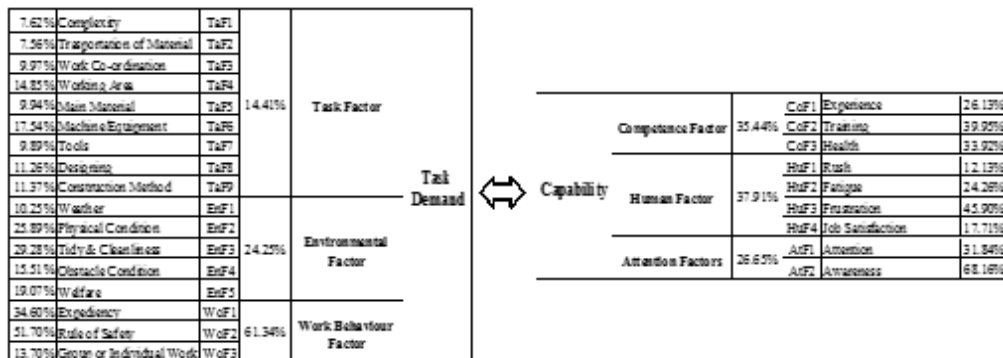 7.62% Complexity TaF1
7.56% Trasportation of Material TaF2
9.97% Work Co-ordination TaF3
14.85% Working Area TaF4
9.94% Main Material TaF5 14.41% Task Factor
17.54% Machine/Equipment TaF6
9.89% Tools TaF7
11.26% Designing TaF8
11.37% Construction Method TaF9
10.25% Weather EnF1
25.89% Physical Condition EnF2
29.28% Tidy & Cleanliness EnF3 24.25% Environmental Factor
15.51% Obstacle Condition EnF4
19.07% Welfare EnF5
34.60% Expediency WoF1
51.70% Rule of Safety WoF2 61.34% Work Behaviour Factor
13.70% Group or Individual Work WoF3
Task
Demand
Capability
CoF1 Experience 26.13%
Competence Factor 35.44% CoF2 Training 39.95%
CoF3 Health 33.92%
HuF1 Rush 12.13%
HuF2 Fatigue 24.26%
Human Factor 37.91% HuF3 Frustration 45.90%
HuF4 Job Satisfaction 17.71%
Attention Factors 26.65% AtF1 Attention 31.84%
AtF2 Awareness 68.16%